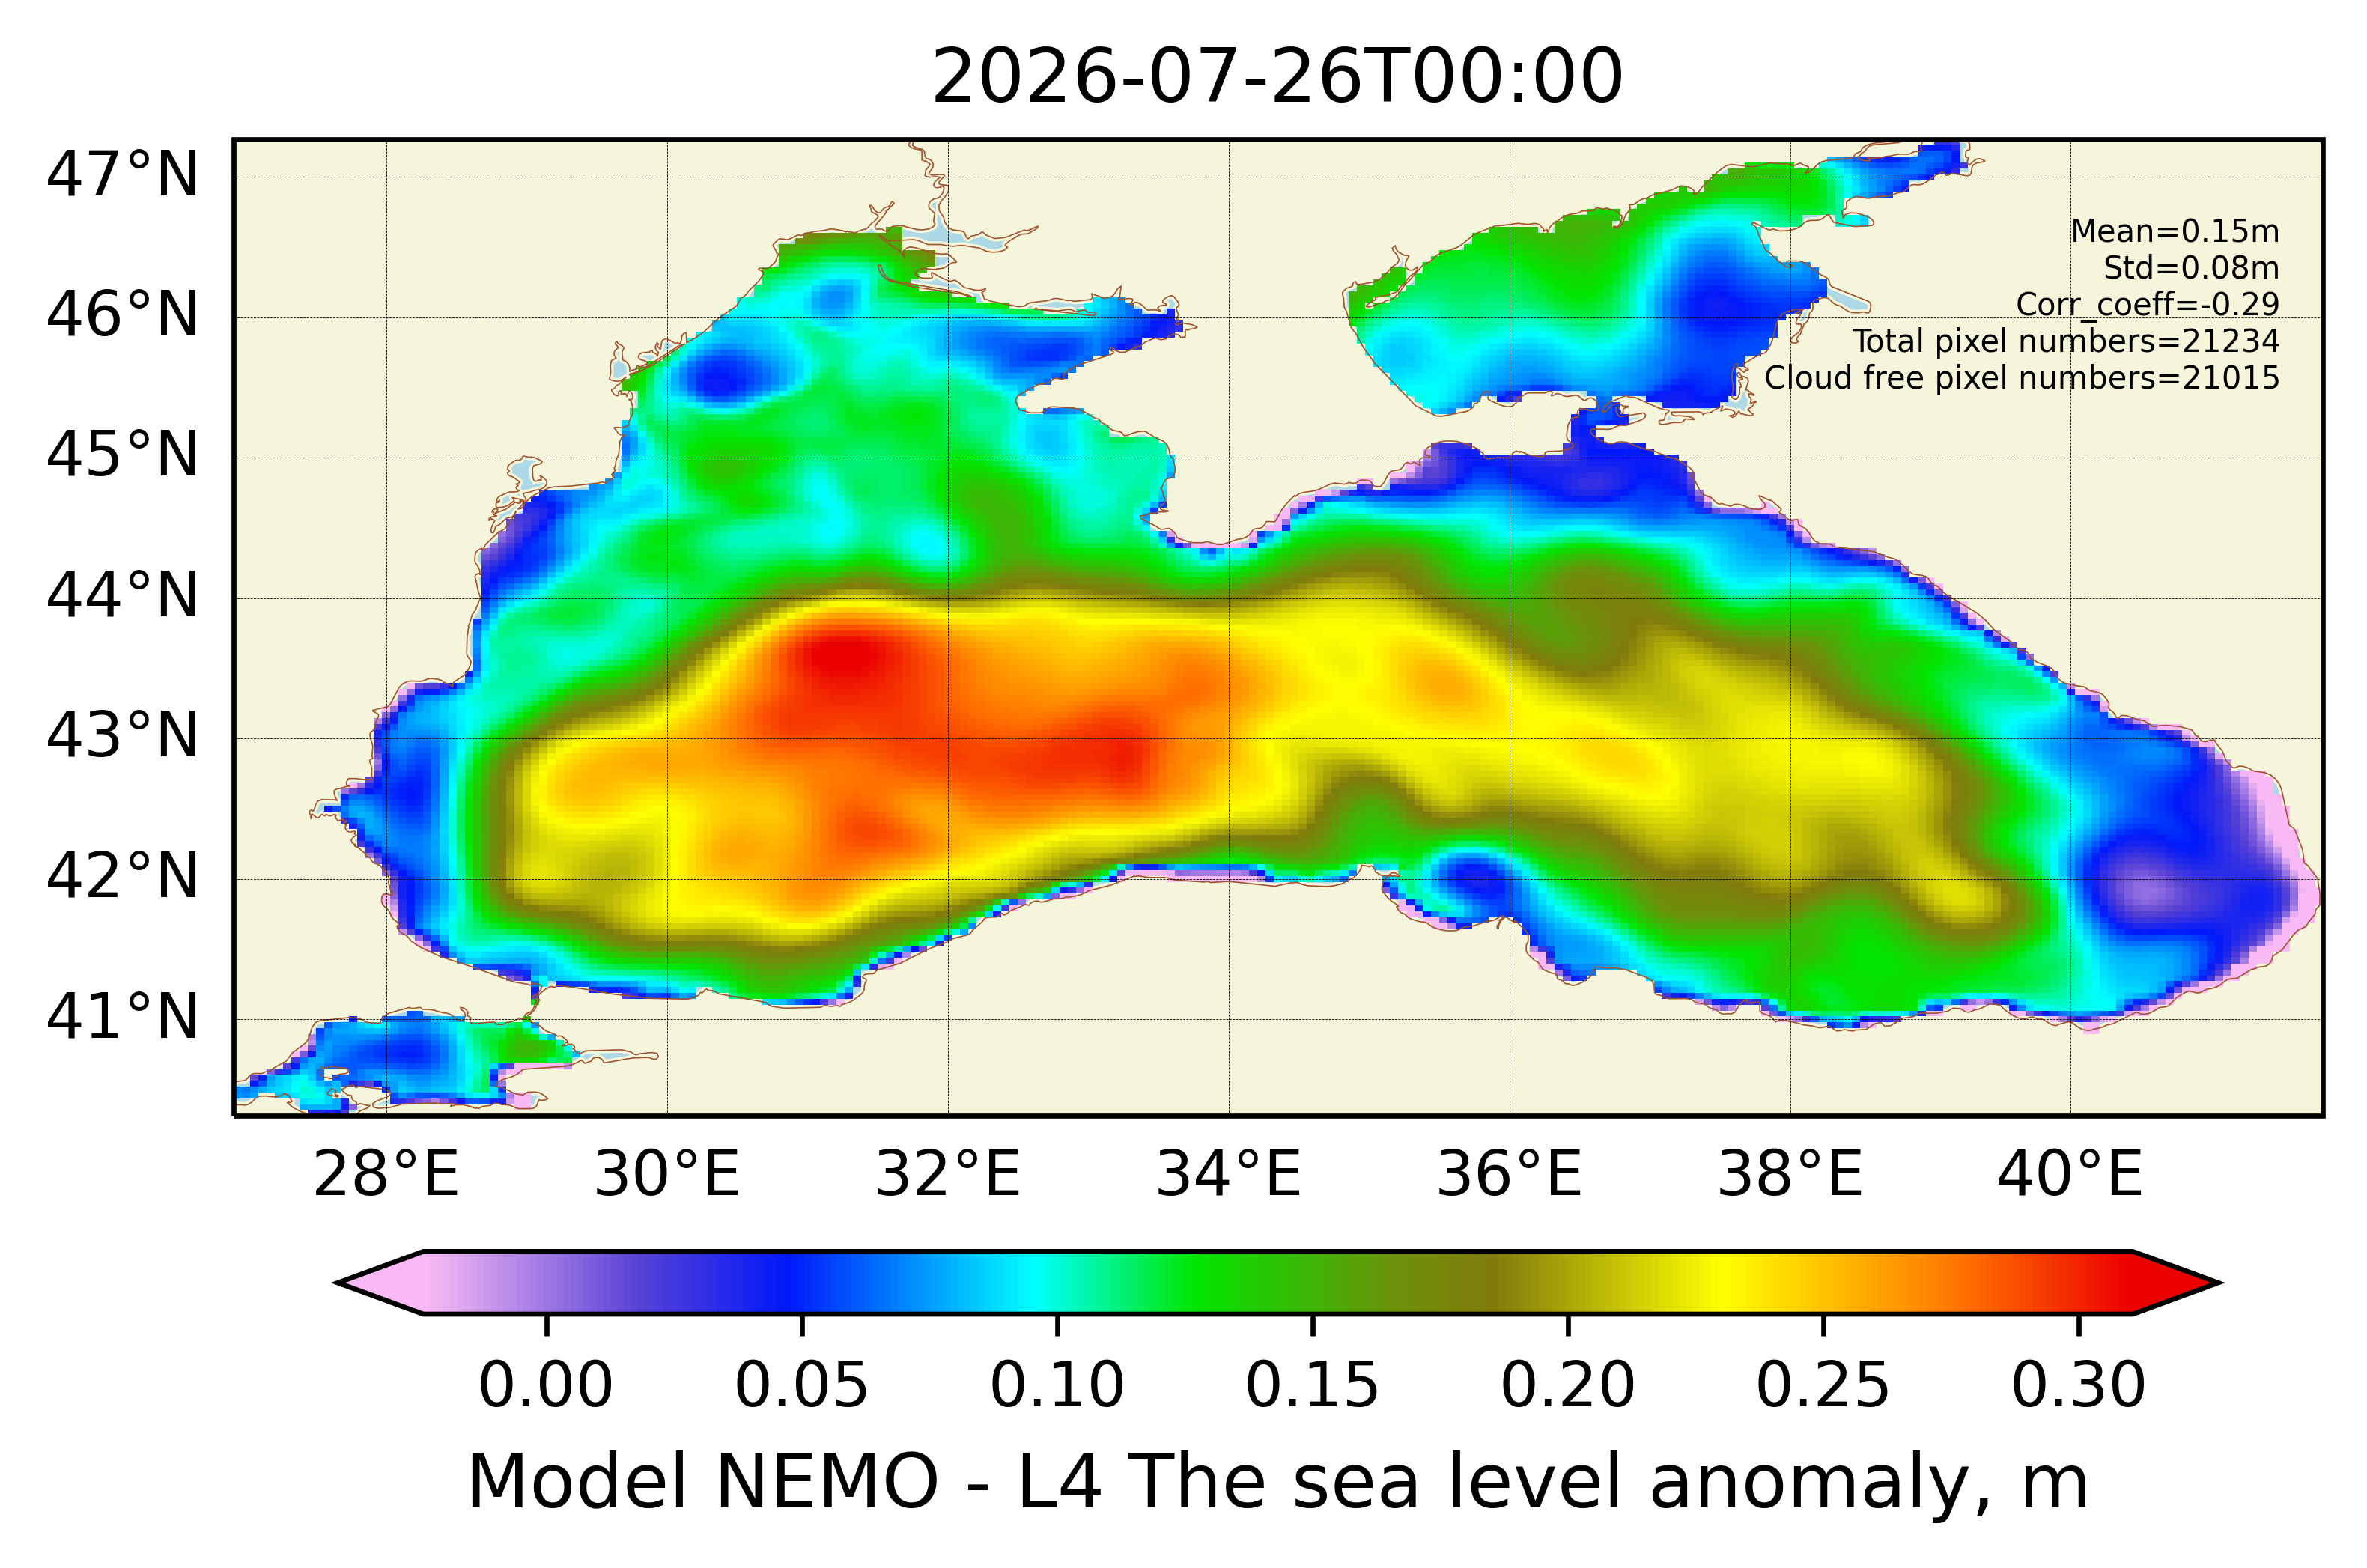 2026-07-26T00:00
47°N
46°N
45°N
44°N
43°N
42°N
41°N
Mean=0.15m
Std=0.08m
Corr_coeff=-0.29
Total pixel numbers=21234
Cloud free pixel numbers=21015
28°E 30°E 32°E 34°E 36°E 38°E 40°E
0.00 0.05 0.10 0.15 0.20 0.25 0.30
Model NEMO - L4 The sea level anomaly, m